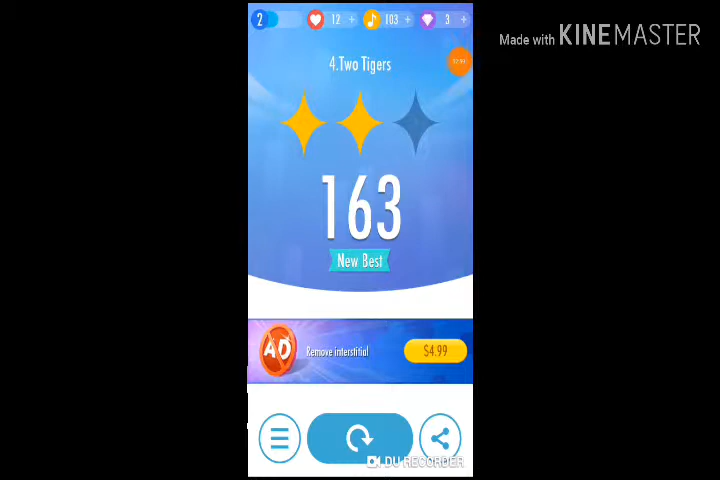 2
12 +
103 +
3 +
Made with KINEMASTER
4.Two Tigers
163
New Best
AD
Remove interstitial
$4.99
DU RECORDER